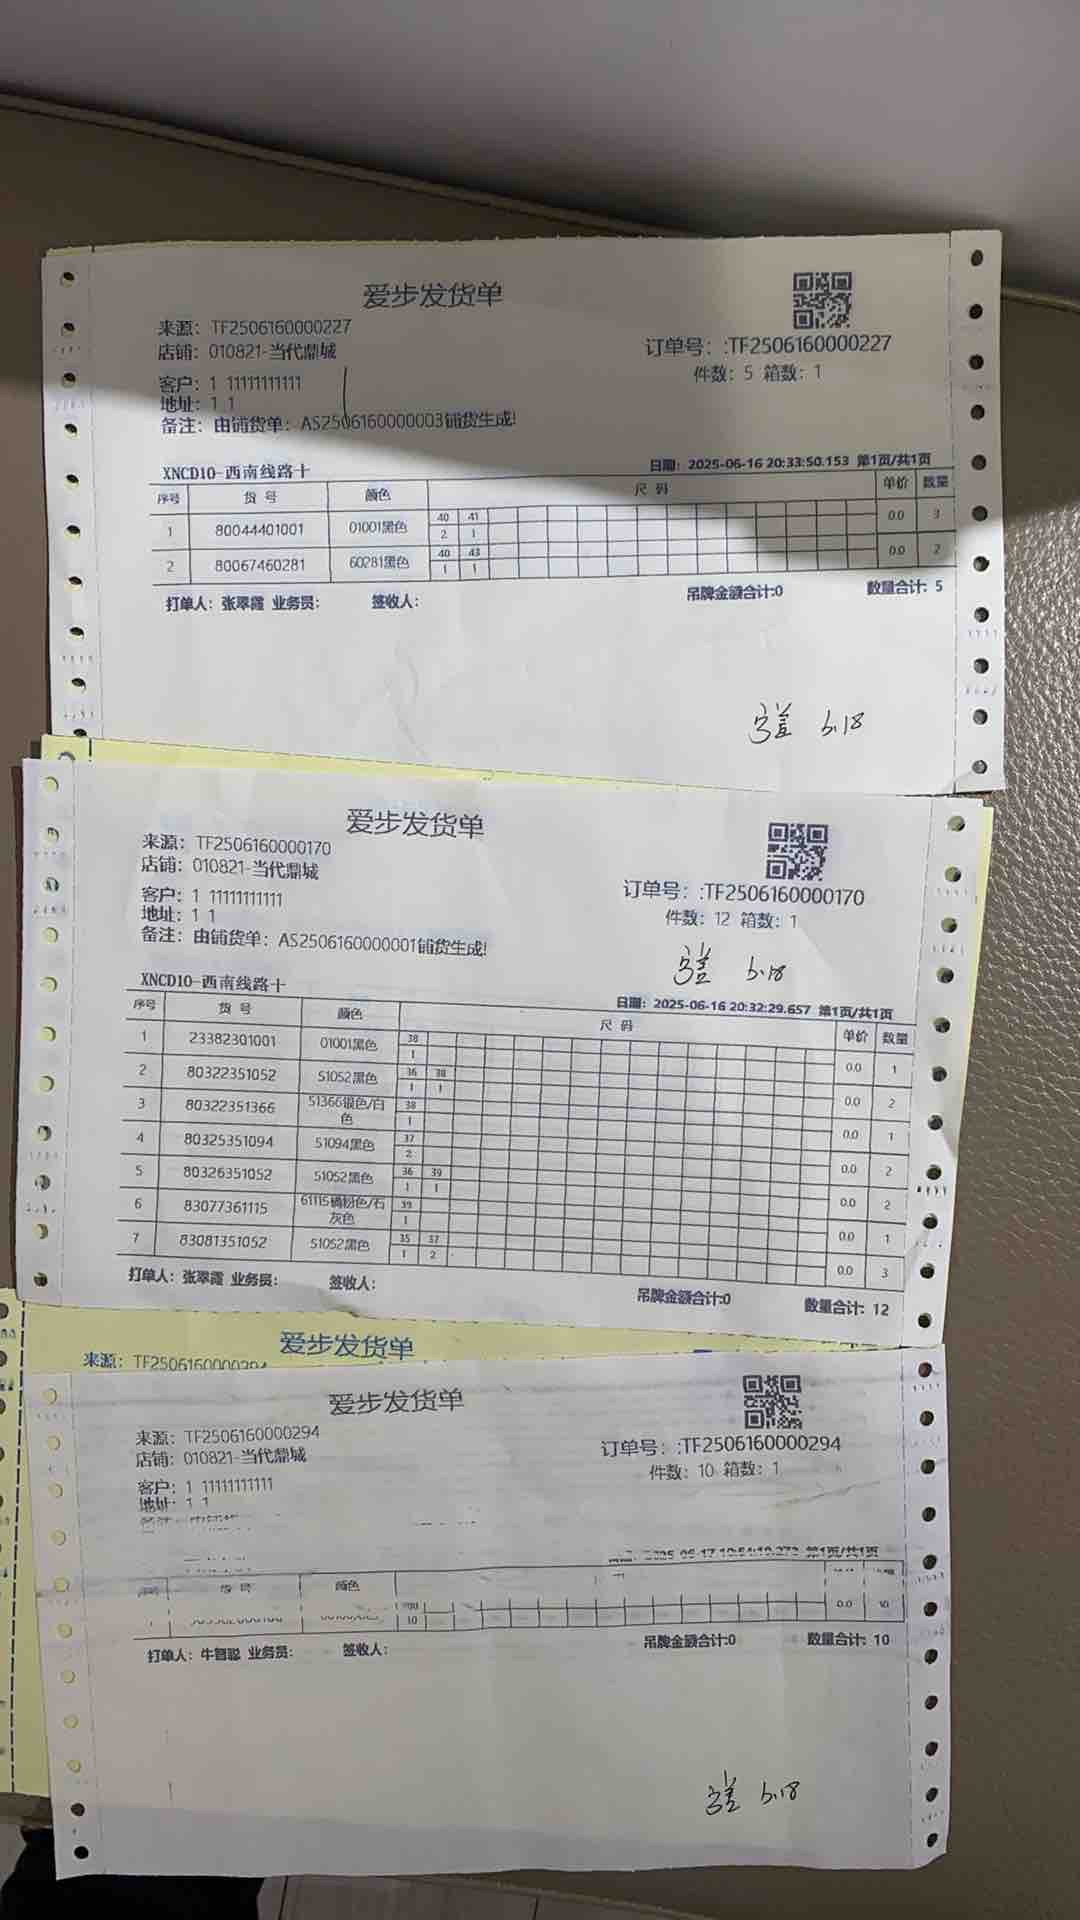 爱步发货单
来源：TF2506160000227
店铺：010821-当代鼎城
订单号：:TF2506160000227
件数：5 箱数：1
客户：1 11111111111
地址：1 1
备注：由铺货单：AS2506160000003铺货生成!
XNCD10-西南线路十
日期：2025-06-16 20:33:50.153 第1页/共1页
序号 货 号 颜色 尺 码 单价 数量
40 41
1 80044401001 01001黑色 0.0 3
2 1
40 43
2 80067460281 60281黑色 0.0 2
1 1
打单人：张翠霞 业务员： 签收人： 吊牌金额合计:0 数量合计：5
6.18
爱步发货单
来源：TF2506160000170
店铺：010821-当代鼎城
订单号：:TF2506160000170
件数：12 箱数：1
客户：1 11111111111
地址：1 1
备注：由铺货单：AS2506160000001铺货生成!
6.18
XNCD10-西南线路十
日期：2025-06-16 20:32:29.657 第1页/共1页
序号 货 号 颜色 尺 码 单价 数量
38
1 23382301001 01001黑色 0.0 1
1
36 38
2 80322351052 51052黑色 0.0 2
1 1
38
3 80322351366 51366银色/白色 0.0 1
1
37
4 80325351094 51094黑色 0.0 2
2
36 39
5 80326351052 51052黑色 0.0 2
1 1
39
6 83077361115 61115橘粉色/石灰色 0.0 1
1
35 37
7 83081351052 51052黑色 0.0 3
1 2
打单人：张翠霞 业务员： 签收人： 吊牌金额合计:0 数量合计：12
爱步发货单
来源：TF2506160000294
爱步发货单
来源：TF2506160000294
店铺：010821-当代鼎城
订单号：:TF2506160000294
件数：10 箱数：1
客户：1 11111111111
地址：1 1
第1页/共1页
货 号 颜色
10 0.0 10
打单人：牛智聪 业务员： 签收人： 吊牌金额合计:0 数量合计：10
6.18